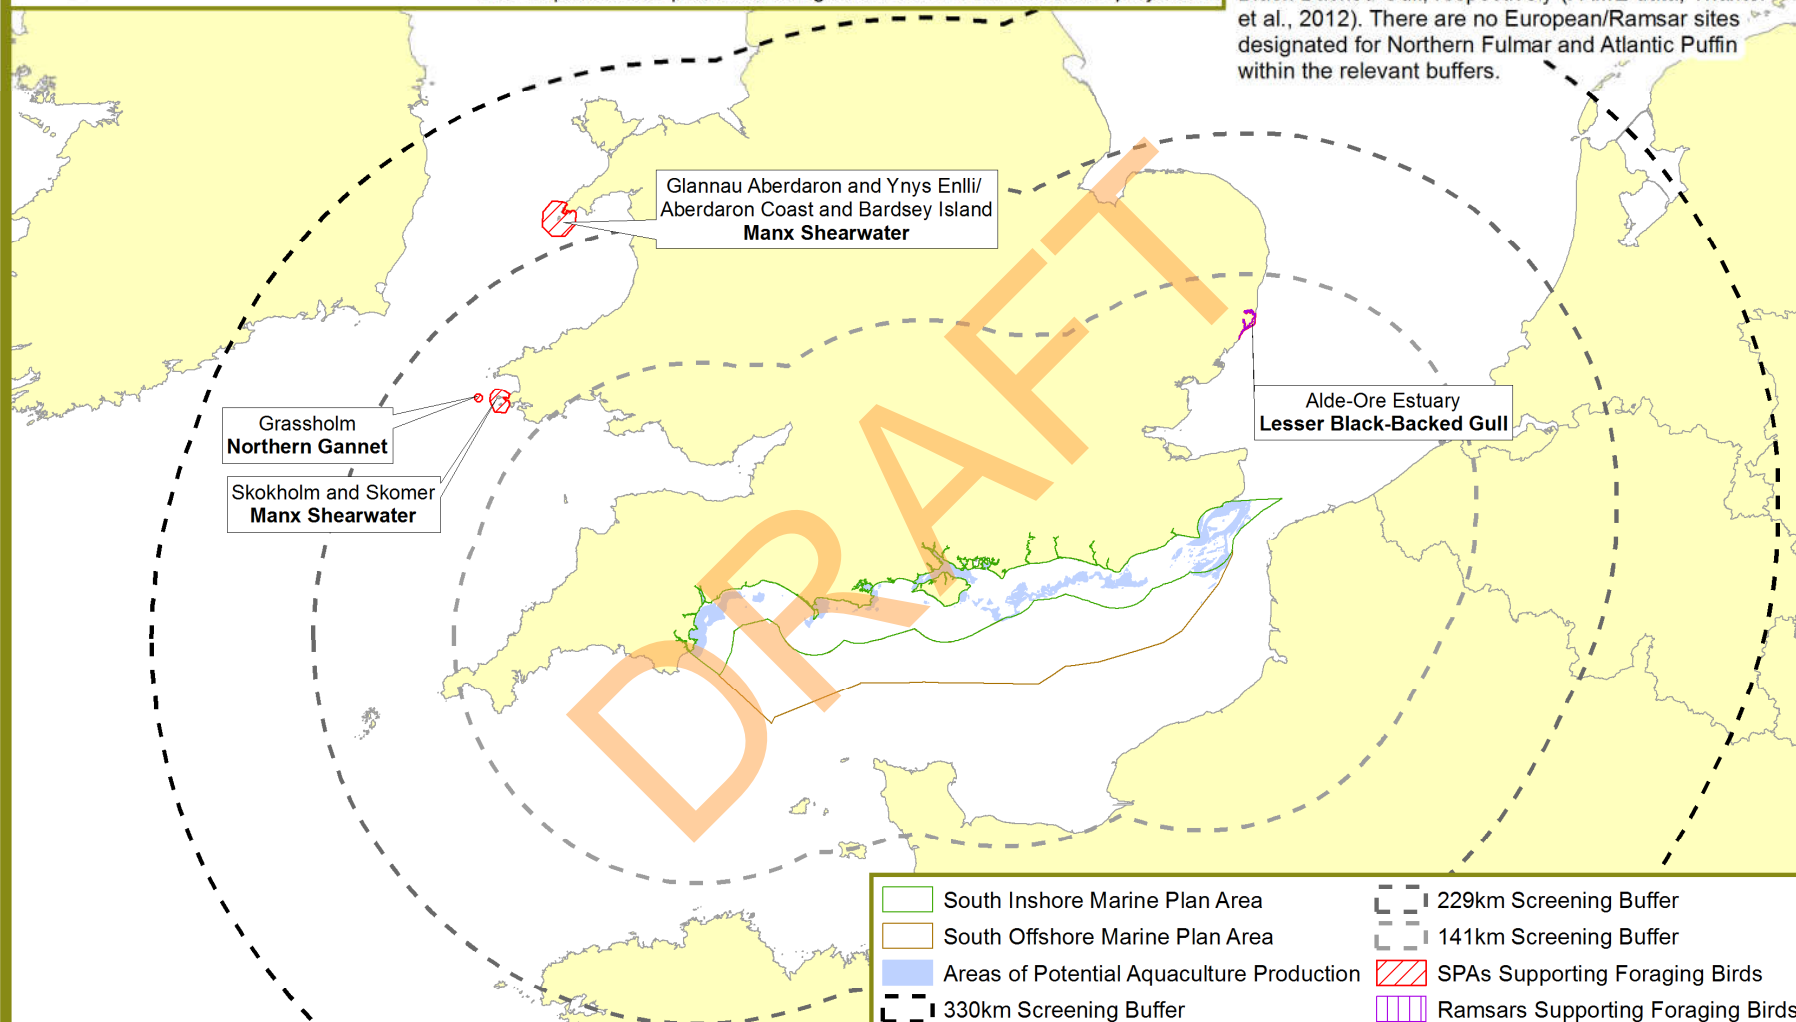 et al., 2012). There are no European/Ramsar sites
designated for Northern Fulmar and Atlantic Puffin
within the relevant buffers.
Glannau Aberdaron and Ynys Enlli/
Aberdaron Coast and Bardsey Island
Manx Shearwater
Grassholm
Northern Gannet
Skokholm and Skomer
Manx Shearwater
Alde-Ore Estuary
Lesser Black-Backed Gull
DRAFT
South Inshore Marine Plan Area
South Offshore Marine Plan Area
Areas of Potential Aquaculture Production
330km Screening Buffer
229km Screening Buffer
141km Screening Buffer
SPAs Supporting Foraging Birds
Ramsars Supporting Foraging Birds